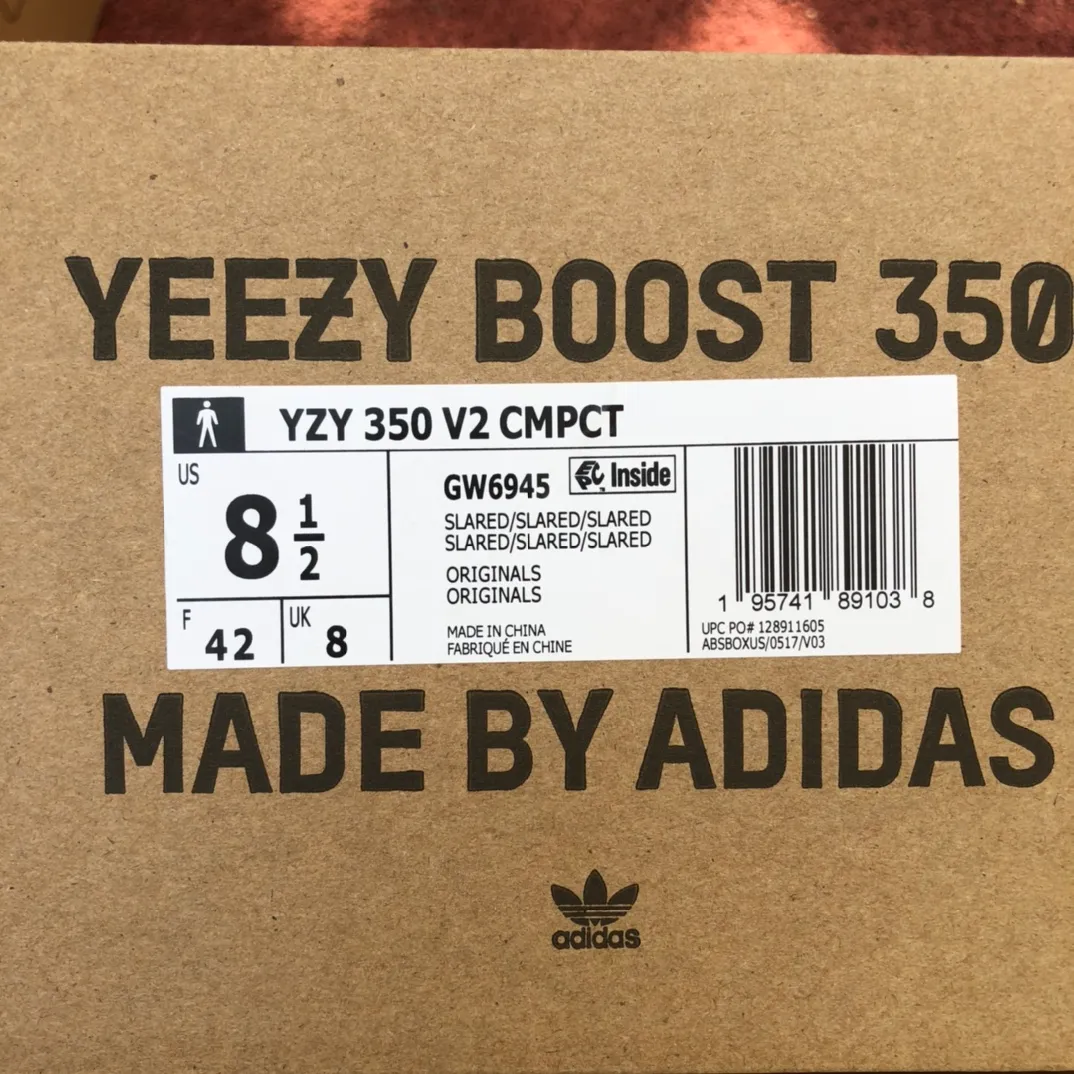 YEEZY BOOST 350
YZY 350 V2 CMPCT
US
8 1/2
F
42
UK
8
GW6945
Inside
SLARED/SLARED/SLARED
SLARED/SLARED/SLARED
ORIGINALS
ORIGINALS
MADE IN CHINA
FABRIQUÉ EN CHINE
1 95741 89103 8
UPC PO# 128911605
ABSBOXUS/0517/V03
MADE BY ADIDAS
adidas